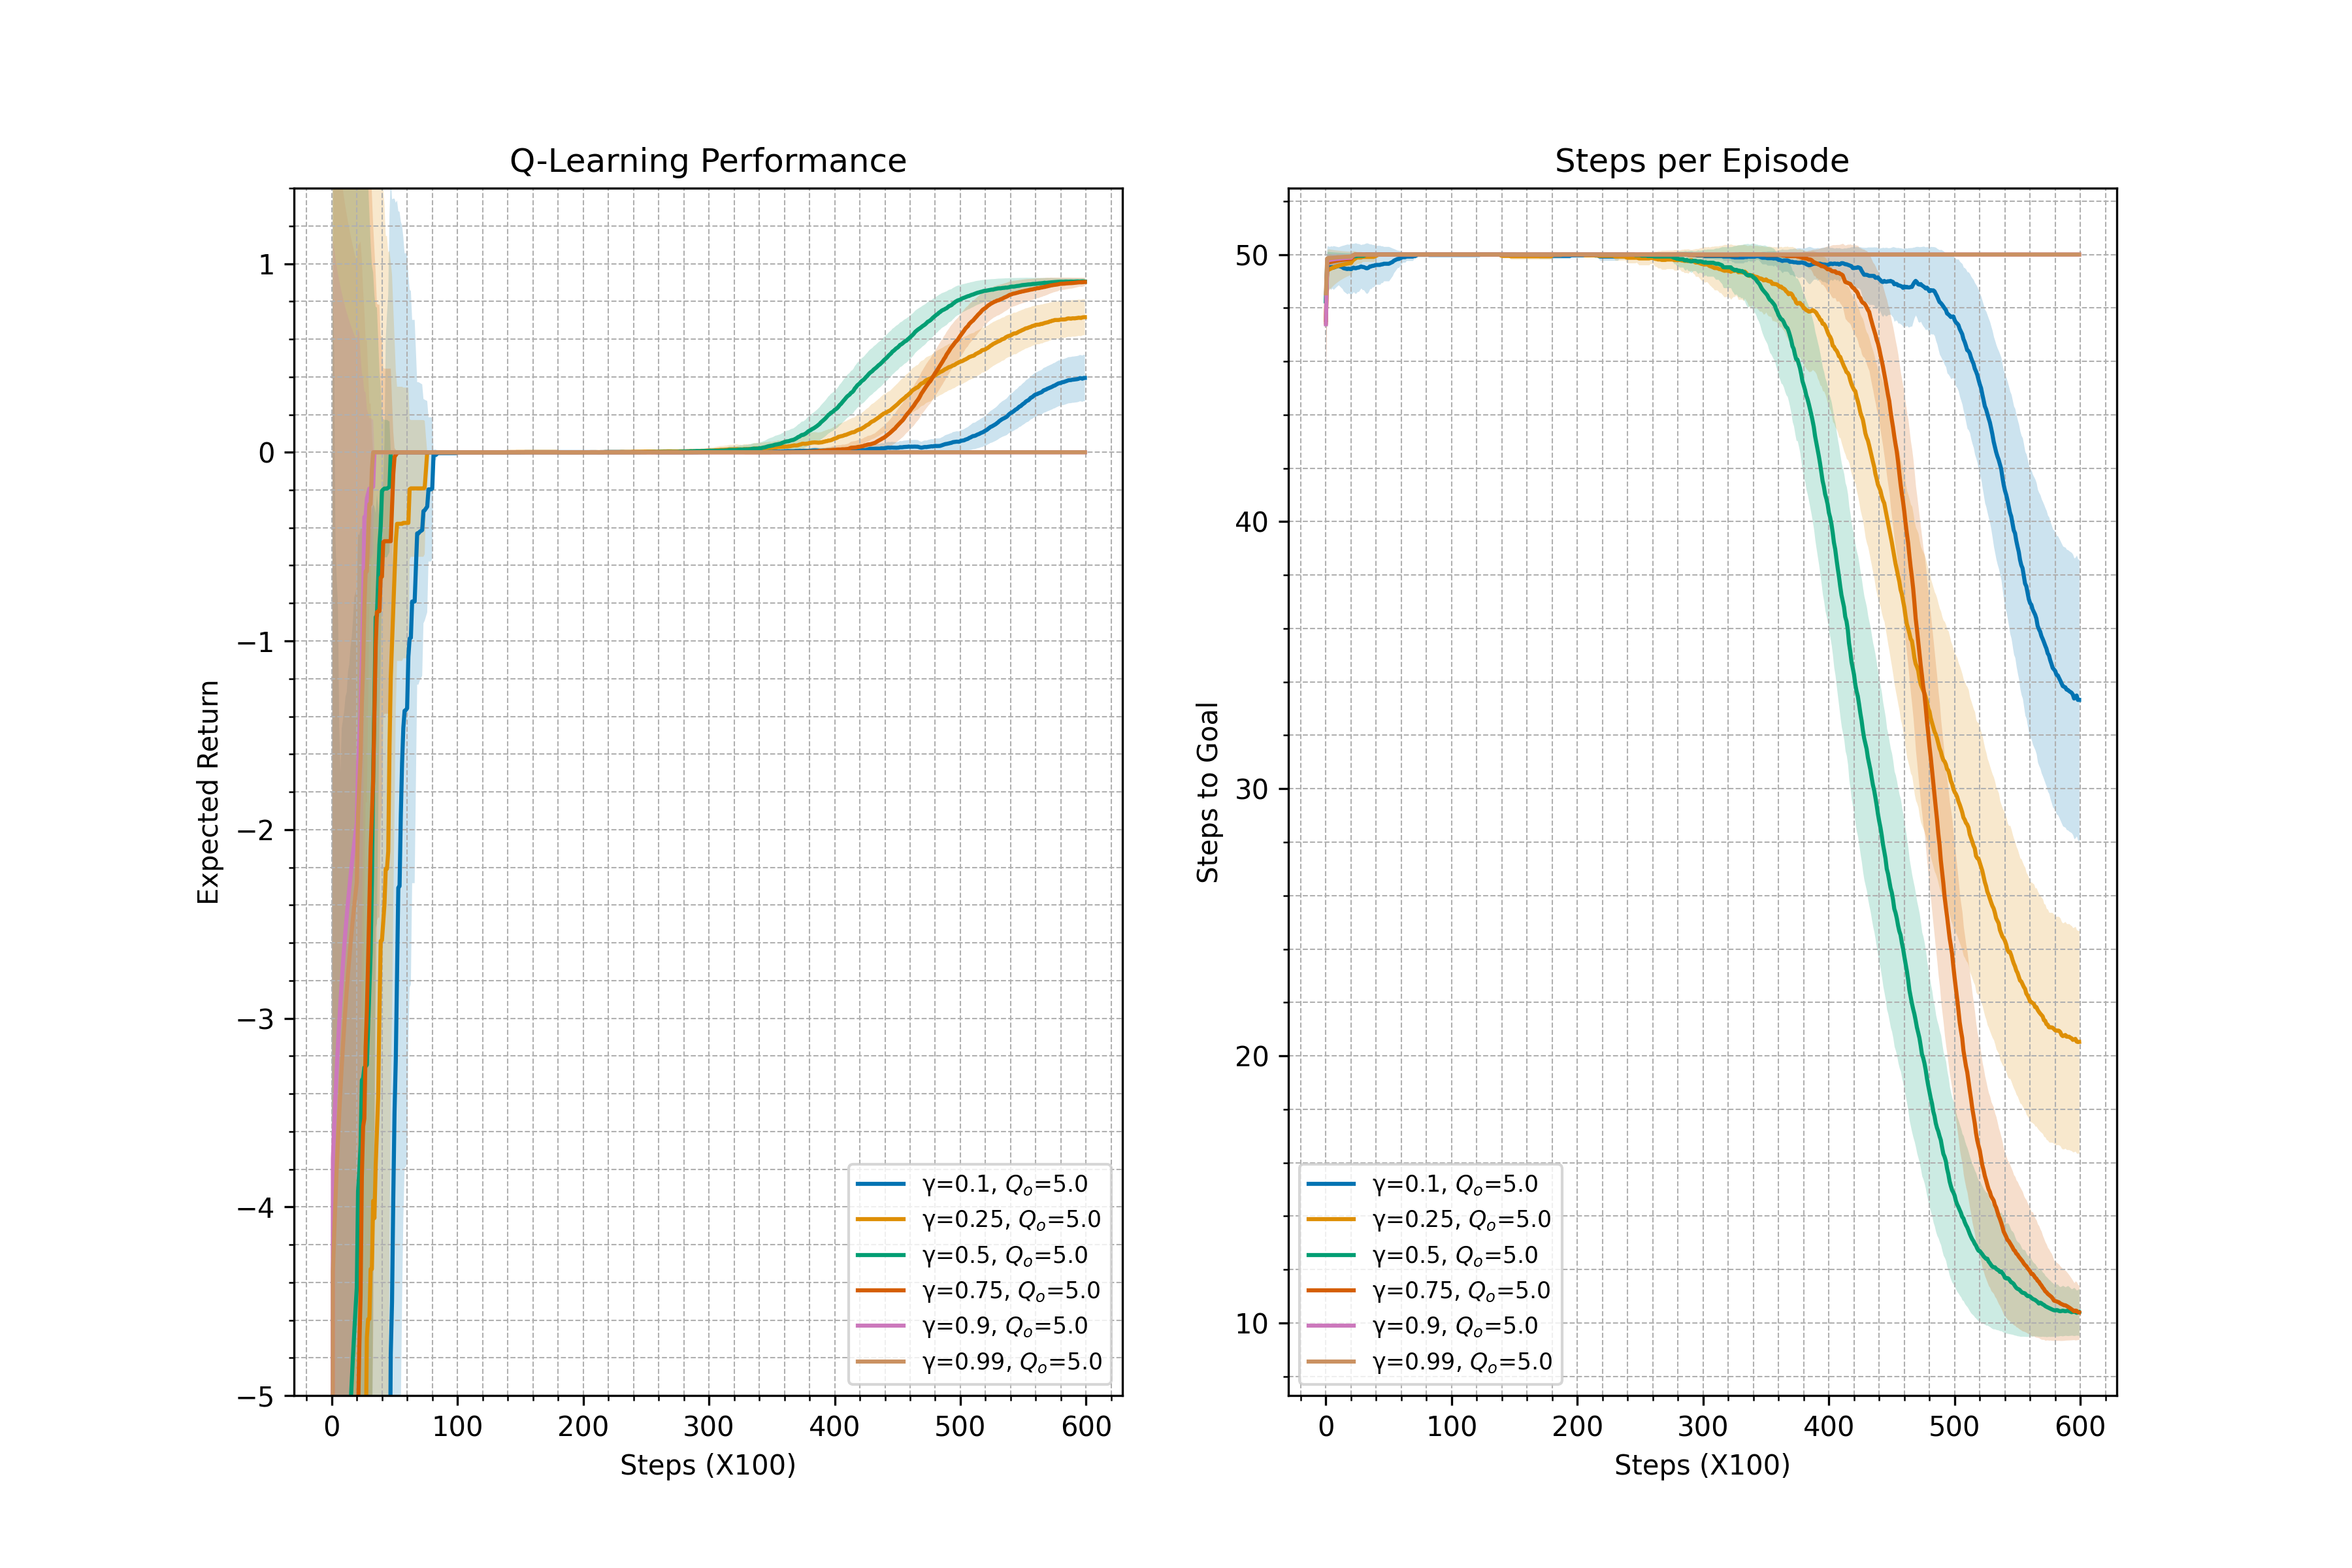 Q-Learning Performance
Expected Return
1
0
−1
−2
−3
−4
−5
0 100 200 300 400 500 600
Steps (X100)
γ=0.1, Qo=5.0
γ=0.25, Qo=5.0
γ=0.5, Qo=5.0
γ=0.75, Qo=5.0
γ=0.9, Qo=5.0
γ=0.99, Qo=5.0
Steps per Episode
Steps to Goal
50
40
30
20
10
0 100 200 300 400 500 600
Steps (X100)
γ=0.1, Qo=5.0
γ=0.25, Qo=5.0
γ=0.5, Qo=5.0
γ=0.75, Qo=5.0
γ=0.9, Qo=5.0
γ=0.99, Qo=5.0